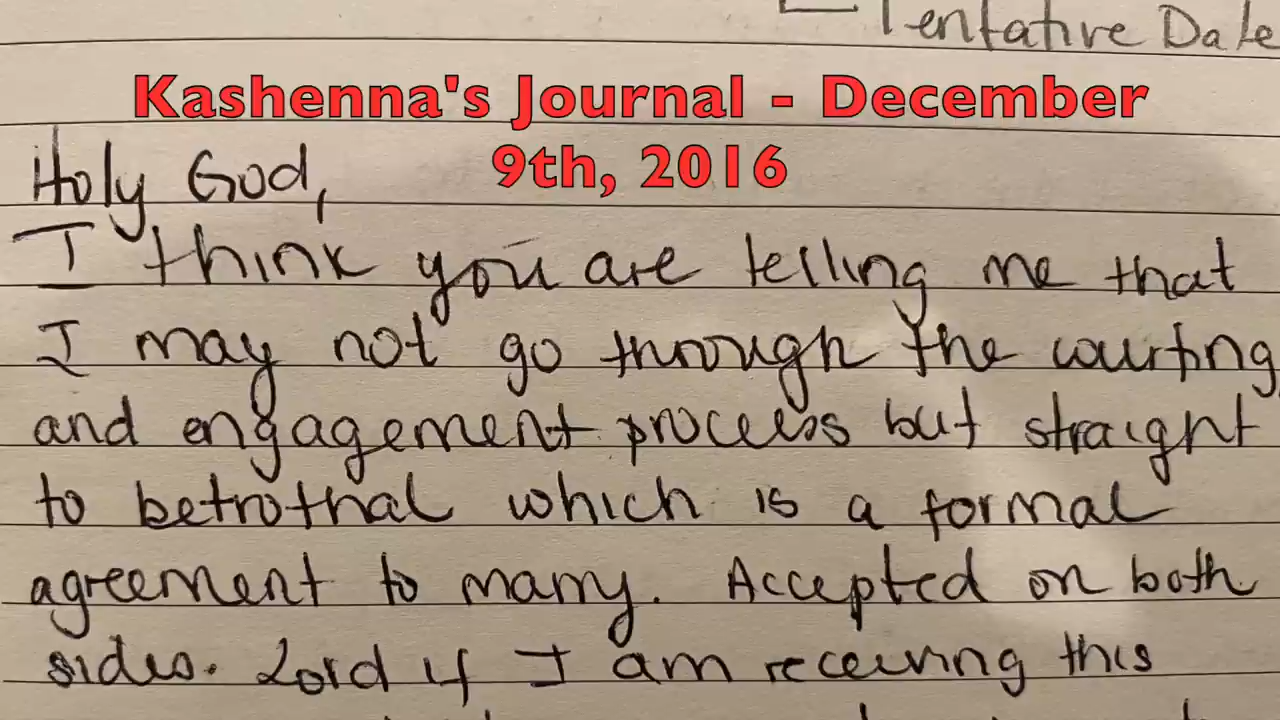 Tentative Date
Kashenna's Journal - December
9th, 2016
Holy God,
I think you are telling me that
I may not go through the courting
and engagement process but straight
to betrothal which is a formal
agreement to marry. Accepted on both
sides. Lord if I am receiving this